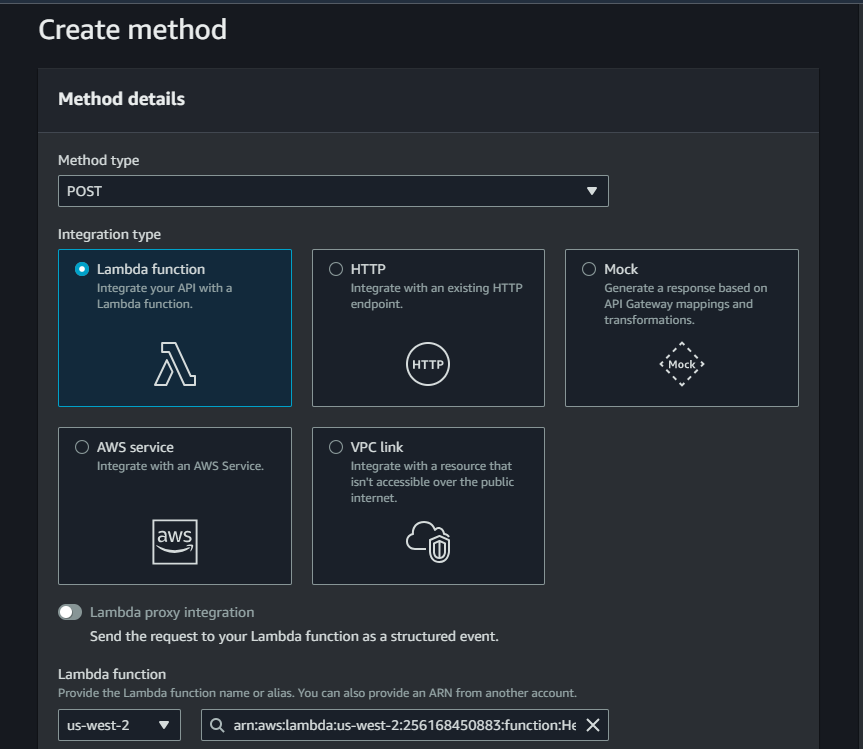 Create method
Method details
Method type
POST
Integration type
Lambda function
Integrate your API with a
Lambda function.
HTTP
Integrate with an existing HTTP
endpoint.
HTTP
Mock
Generate a response based on
API Gateway mappings and
transformations.
Mock
AWS service
Integrate with an AWS Service.
aws
VPC link
Integrate with a resource that
isn't accessible over the public
internet.
Lambda proxy integration
Send the request to your Lambda function as a structured event.
Lambda function
Provide the Lambda function name or alias. You can also provide an ARN from another account.
us-west-2
arn:aws:lambda:us-west-2:256168450883:function:He